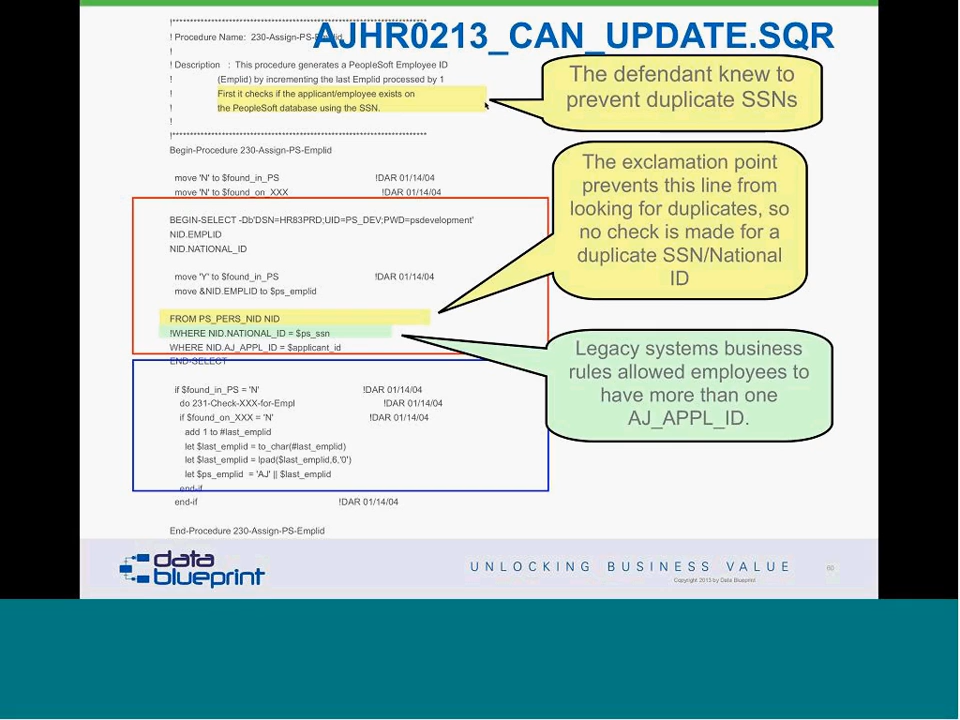 AJHR0213_CAN_UPDATE.SQR
!************************************************************************
! Procedure Name:  230-Assign-PS-Emplid
!
! Description   :  This procedure generates a PeopleSoft Employee ID
!                  (Emplid) by incrementing the last Emplid processed by 1
!                  First it checks if the applicant/employee exists on
!                  the PeopleSoft database using the SSN.
!
!************************************************************************
Begin-Procedure 230-Assign-PS-Emplid
move 'N' to $found_in_PS !DAR 01/14/04
move 'N' to $found_on_XXX !DAR 01/14/04
BEGIN-SELECT -Db'DSN=HR83PRD;UID=PS_DEV;PWD=psdevelopment'
NID.EMPLID
NID.NATIONAL_ID
move 'Y' to $found_in_PS !DAR 01/14/04
move &NID.EMPLID to $ps_emplid
FROM PS_PERS_NID NID
!WHERE NID.NATIONAL_ID = $ps_ssn
WHERE NID.AJ_APPL_ID = $applicant_id
END-SELECT
if $found_in_PS = 'N' !DAR 01/14/04
do 231-Check-XXX-for-Empl !DAR 01/14/04
if $found_on_XXX = 'N' !DAR 01/14/04
add 1 to #last_emplid
let $last_emplid = to_char(#last_emplid)
let $last_emplid = lpad($last_emplid,6,'0')
let $ps_emplid = 'AJ' || $last_emplid
end-if
end-if !DAR 01/14/04
End-Procedure 230-Assign-PS-Emplid
The defendant knew to
prevent duplicate SSNs
The exclamation point
prevents this line from
looking for duplicates, so
no check is made for a
duplicate SSN/National
ID
Legacy systems business
rules allowed employees to
have more than one
AJ_APPL_ID.
data
blueprint
UNLOCKING BUSINESS VALUE
Copyright 2015 by Data Blueprint
60